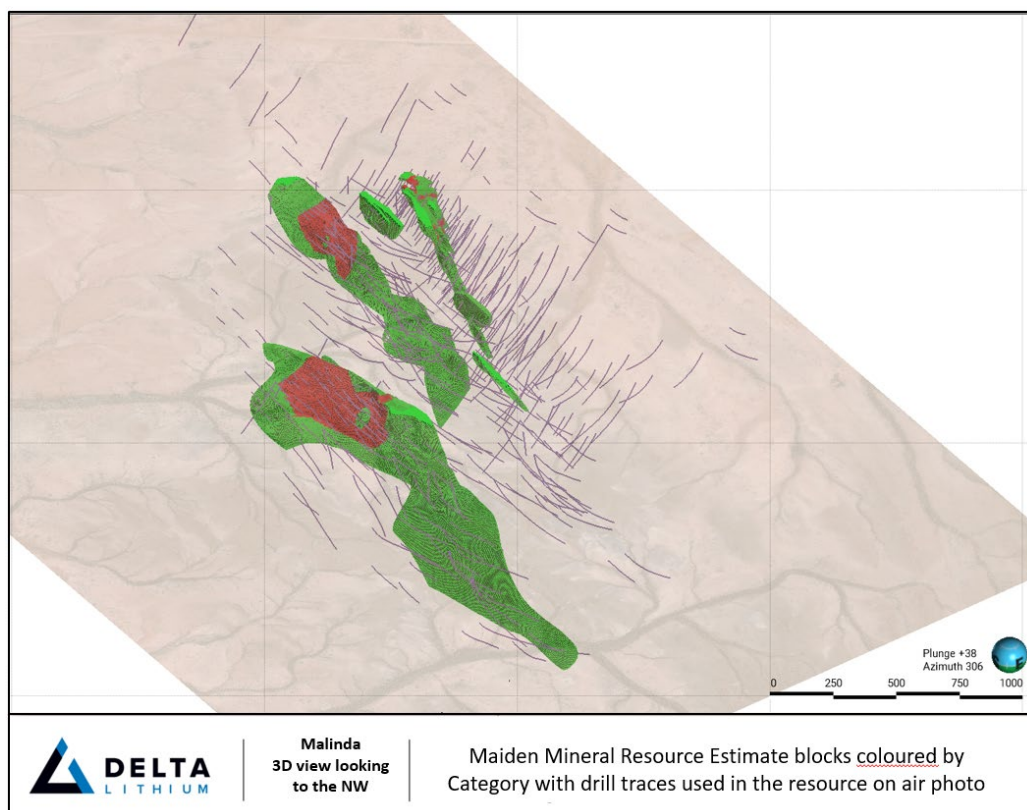 Plunge +38
Azimuth 306
0 250 500 750 1000
DELTA
LITHIUM
Malinda
3D view looking
to the NW
Maiden Mineral Resource Estimate blocks coloured by
Category with drill traces used in the resource on air photo